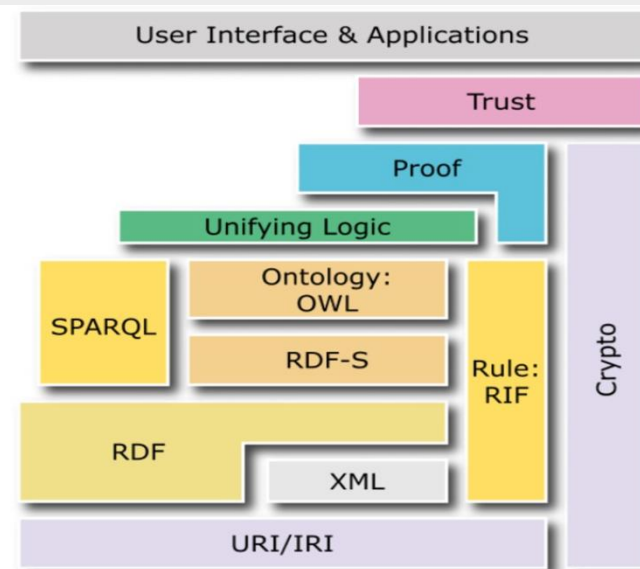 User Interface & Applications
Trust
Proof
Unifying Logic
Ontology:
OWL
SPARQL
RDF-S
Rule:
RIF
Crypto
RDF
XML
URI/IRI